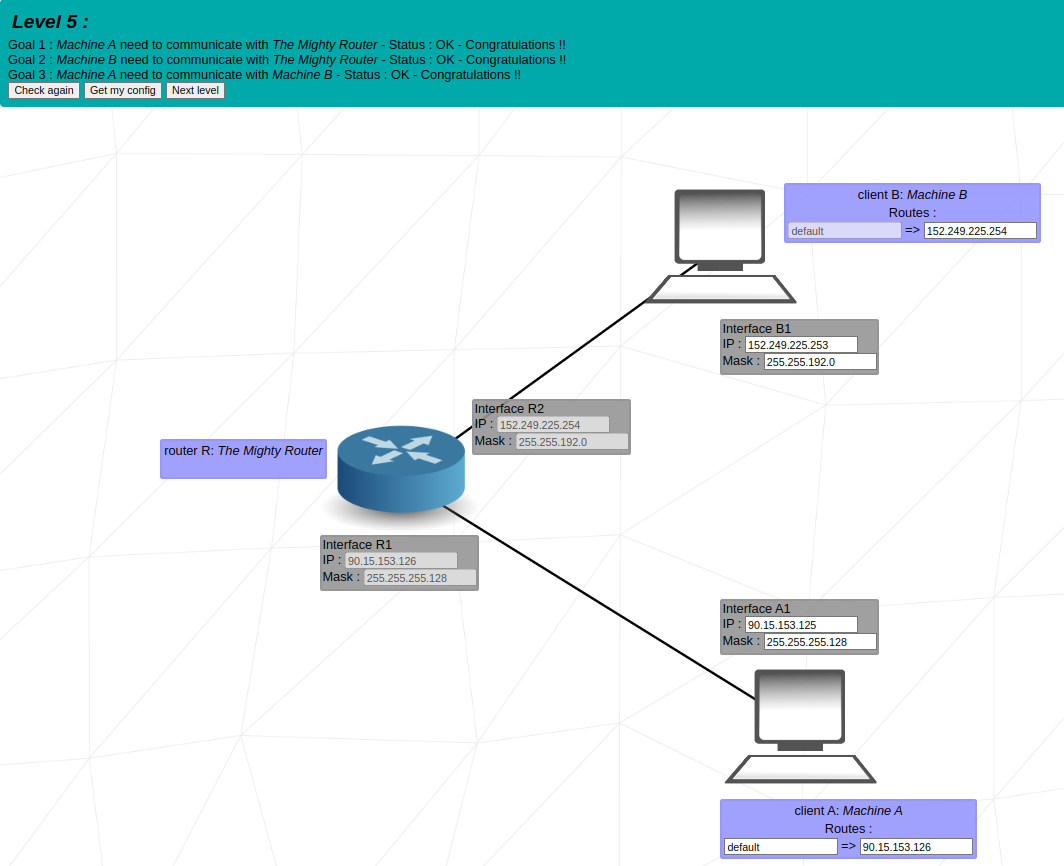 Level 5 :
Goal 1 : Machine A need to communicate with The Mighty Router - Status : OK - Congratulations !!
Goal 2 : Machine B need to communicate with The Mighty Router - Status : OK - Congratulations !!
Goal 3 : Machine A need to communicate with Machine B - Status : OK - Congratulations !!
Check again Get my config Next level
client B: Machine B
Routes :
default => 152.249.225.254
Interface B1
IP : 152.249.225.253
Mask : 255.255.192.0
Interface R2
IP : 152.249.225.254
Mask : 255.255.192.0
router R: The Mighty Router
Interface R1
IP : 90.15.153.126
Mask : 255.255.255.128
Interface A1
IP : 90.15.153.125
Mask : 255.255.255.128
client A: Machine A
Routes :
default => 90.15.153.126